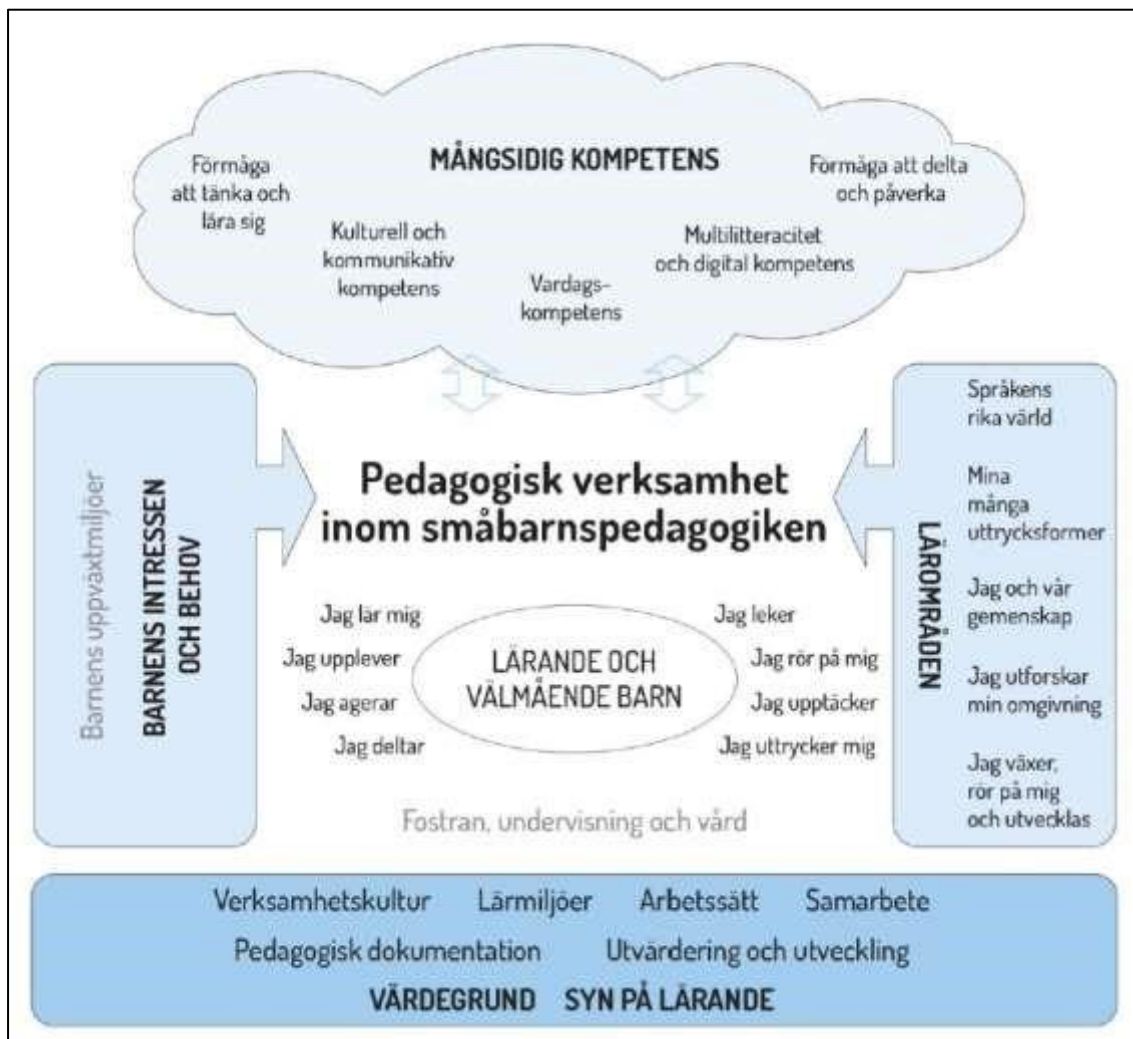 MÅNGSIDIG KOMPETENS
Förmåga
att tänka och
lära sig
Kulturell och
kommunikativ
kompetens
Vardags-
kompetens
Multilitteracitet
och digital kompetens
Förmåga att delta
och påverka
Barnens uppväxtmiljöer
BARNENS INTRESSEN
OCH BEHOV
Pedagogisk verksamhet
inom småbarnspedagogiken
Jag lär mig
Jag upplever
Jag agerar
Jag deltar
LÄRANDE OCH
VÄLMÅENDE BARN
Jag leker
Jag rör på mig
Jag upptäcker
Jag uttrycker mig
Fostran, undervisning och vård
LÄROMRÅDEN
Språkens
rika värld
Mina
många
uttrycksformer
Jag och vår
gemenskap
Jag utforskar
min omgivning
Jag växer,
rör på mig
och utvecklas
Verksamhetskultur Lärmiljöer Arbetssätt Samarbete
Pedagogisk dokumentation Utvärdering och utveckling
VÄRDEGRUND SYN PÅ LÄRANDE